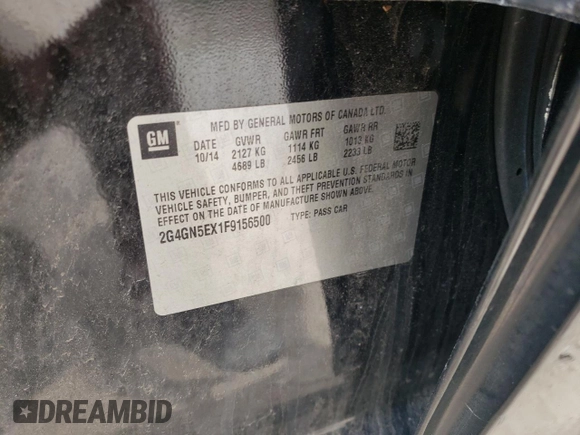 MFD BY GENERAL MOTORS OF CANADA LTD.
GM
DATE GVWR GAWR FRT GAWR RR
10/14 2127 KG 1114 KG 1013 KG
4689 LB 2456 LB 2233 LB
THIS VEHICLE CONFORMS TO ALL APPLICABLE U.S. FEDERAL MOTOR
VEHICLE SAFETY, BUMPER, AND THEFT PREVENTION STANDARDS IN
EFFECT ON THE DATE OF MANUFACTURE SHOWN ABOVE.
2G4GN5EX1F9156500 TYPE: PASS CAR
DREAMBID